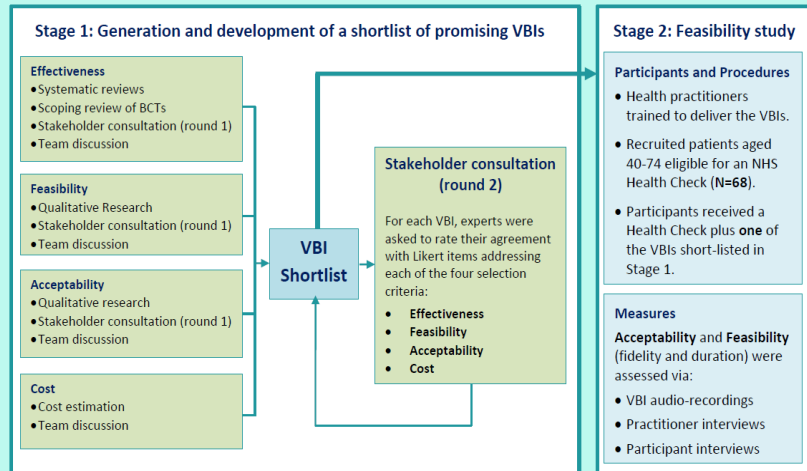 Stage 1: Generation and development of a shortlist of promising VBIs
Effectiveness
●Systematic reviews
●Scoping review of BCTs
●Stakeholder consultation (round 1)
●Team discussion
Feasibility
●Qualitative Research
●Stakeholder consultation (round 1)
●Team discussion
Acceptability
●Qualitative research
●Stakeholder consultation (round 1)
●Team discussion
Cost
●Cost estimation
●Team discussion
VBI
Shortlist
Stakeholder consultation
(round 2)
For each VBI, experts were
asked to rate their agreement
with Likert items addressing
each of the four selection
criteria:
● Effectiveness
● Feasibility
● Acceptability
● Cost
Stage 2: Feasibility study
Participants and Procedures
• Health practitioners
trained to deliver the VBIs.
• Recruited patients aged
40-74 eligible for an NHS
Health Check (N=68).
• Participants received a
Health Check plus one of
the VBIs short-listed in
Stage 1.
Measures
Acceptability and Feasibility
(fidelity and duration) were
assessed via:
• VBI audio-recordings
• Practitioner interviews
• Participant interviews